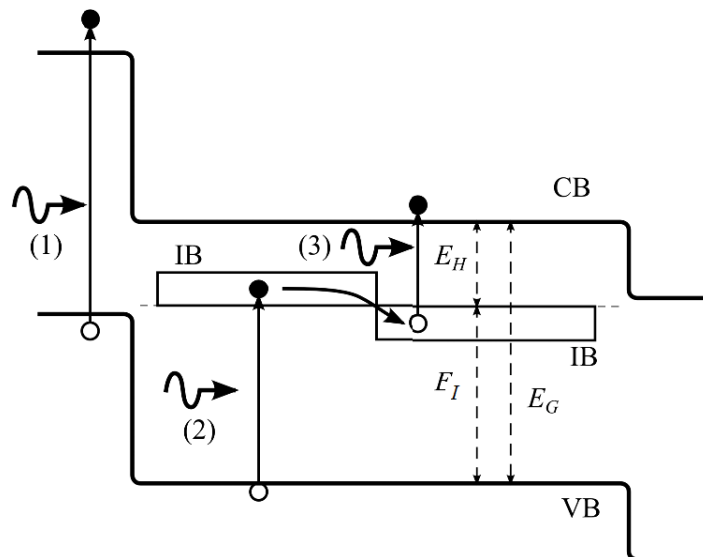 CB
(1)
IB
(3)
E_H
IB
F_I
E_G
(2)
VB